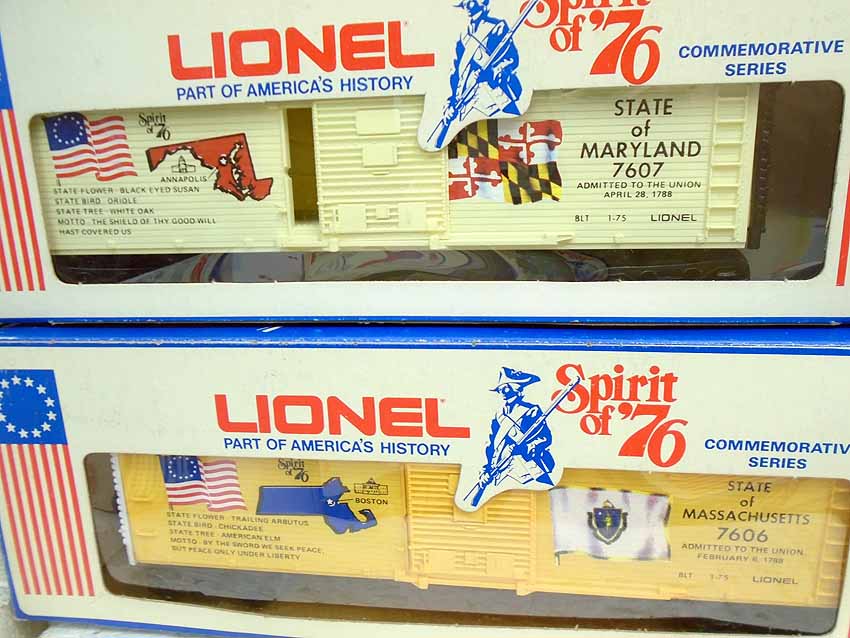 LIONEL
PART OF AMERICA'S HISTORY
Spirit
of '76
COMMEMORATIVE
SERIES
Spirit
of '76
ANNAPOLIS
STATE FLOWER - BLACK EYED SUSAN
STATE BIRD - ORIOLE
STATE TREE - WHITE OAK
MOTTO - THE SHIELD OF THY GOOD WILL
HAST COVERED US
STATE
of
MARYLAND
7607
ADMITTED TO THE UNION
APRIL 28, 1788
BLT 1-75 LIONEL
LIONEL
PART OF AMERICA'S HISTORY
Spirit
of '76
COMMEMORATIV
SERIES
Spirit
of '76
BOSTON
STATE FLOWER - TRAILING ARBUTUS
STATE BIRD - CHICKADEE
STATE TREE - AMERICAN ELM
MOTTO - BY THE SWORD WE SEEK PEACE,
BUT PEACE ONLY UNDER LIBERTY
STATE
of
MASSACHUSETTS
7606
ADMITTED TO THE UNION
FEBRUARY 6, 1788
BLT 1-75 LIONEL